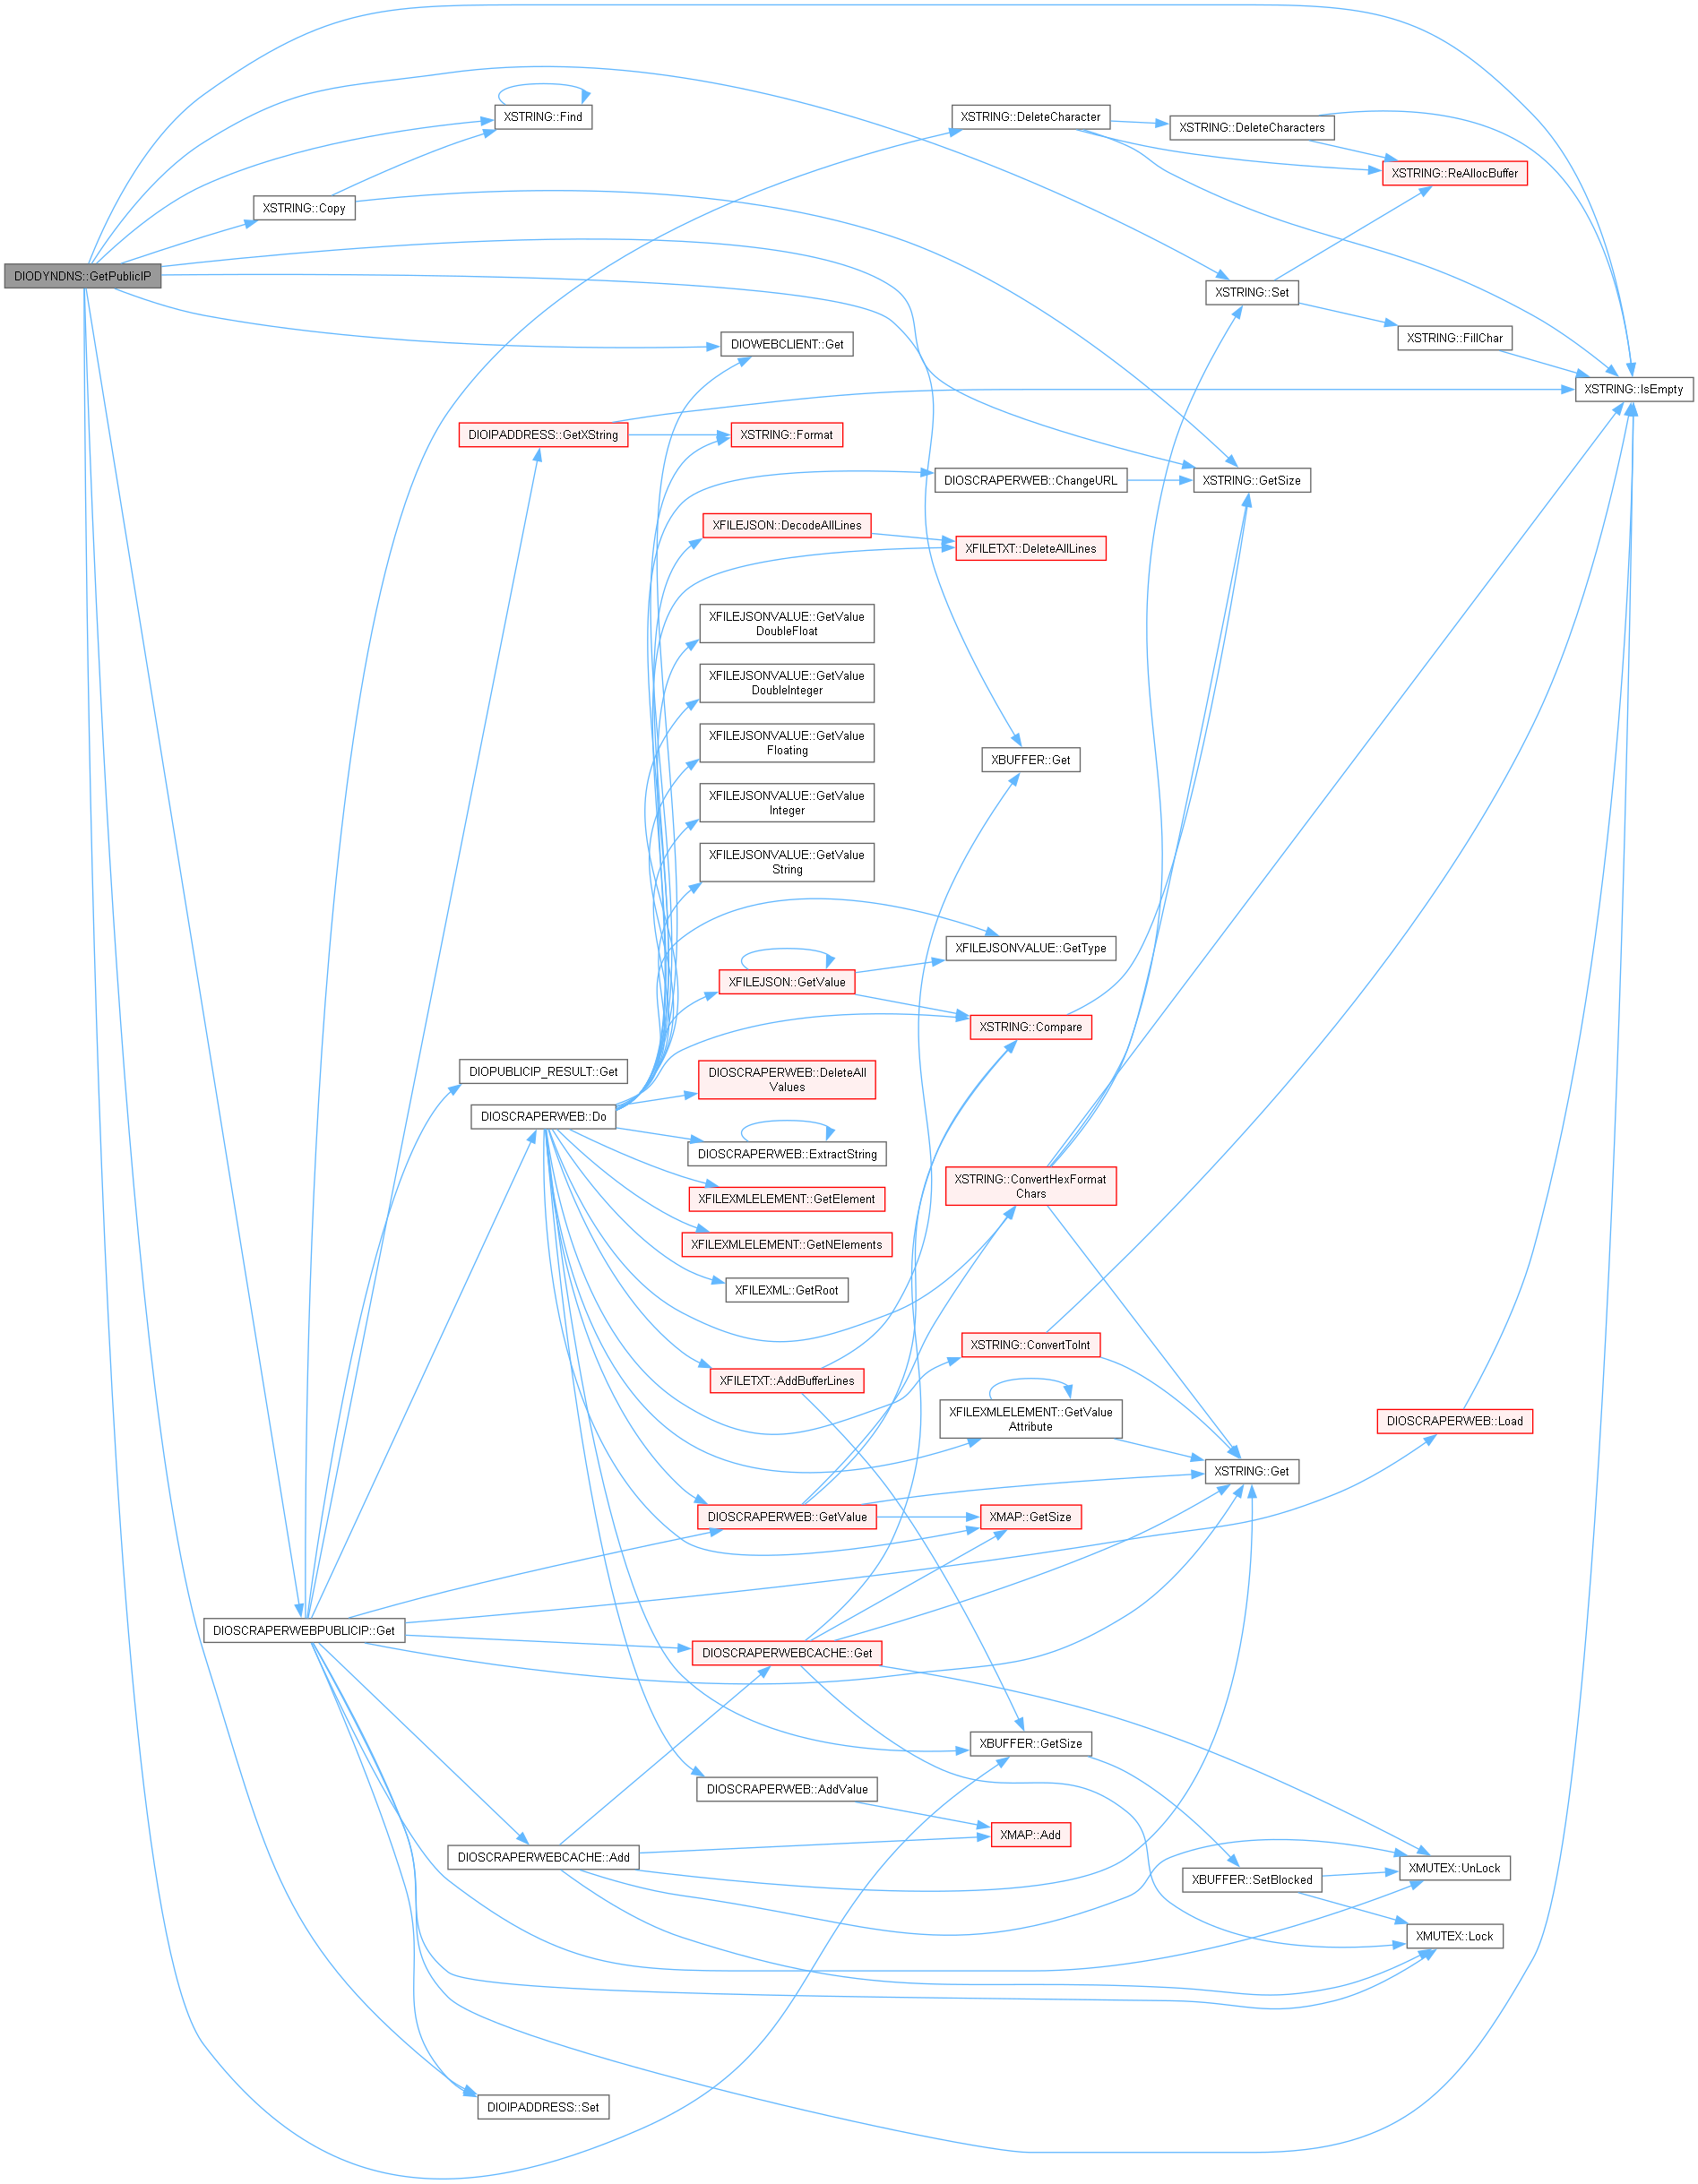 XSTRING::Find
XSTRING::DeleteCharacter
XSTRING::DeleteCharacters
XSTRING::ReAllocBuffer
XSTRING::Copy
DIODYNDNS::GetPublicIP
XSTRING::Set
XSTRING::FillChar
DIOWEBCLIENT::Get
XSTRING::IsEmpty
DIOIPADDRESS::GetXString
XSTRING::Format
DIOSCRAPERWEB::ChangeURL
XSTRING::GetSize
XFILEJSON::DecodeAllLines
XFILETXT::DeleteAllLines
XFILEJSONVALUE::GetValue
DoubleFloat
XFILEJSONVALUE::GetValue
DoubleInteger
XFILEJSONVALUE::GetValue
Floating
XBUFFER::Get
XFILEJSONVALUE::GetValue
Integer
XFILEJSONVALUE::GetValue
String
XFILEJSONVALUE::GetType
XFILEJSON::GetValue
XSTRING::Compare
DIOPUBLICIP_RESULT::Get
DIOSCRAPERWEB::DeleteAll
Values
DIOSCRAPERWEB::Do
DIOSCRAPERWEB::ExtractString
XSTRING::ConvertHexFormat
Chars
XFILEXMLELEMENT::GetElement
XFILEXMLELEMENT::GetNElements
XFILEXML::GetRoot
XSTRING::ConvertToInt
XFILETXT::AddBufferLines
XFILEXMLELEMENT::GetValue
Attribute
DIOSCRAPERWEB::Load
XSTRING::Get
DIOSCRAPERWEB::GetValue
XMAP::GetSize
DIOSCRAPERWEBPUBLICIP::Get
DIOSCRAPERWEBCACHE::Get
XBUFFER::GetSize
DIOSCRAPERWEB::AddValue
XMAP::Add
DIOSCRAPERWEBCACHE::Add
XMUTEX::UnLock
XBUFFER::SetBlocked
XMUTEX::Lock
DIOIPADDRESS::Set